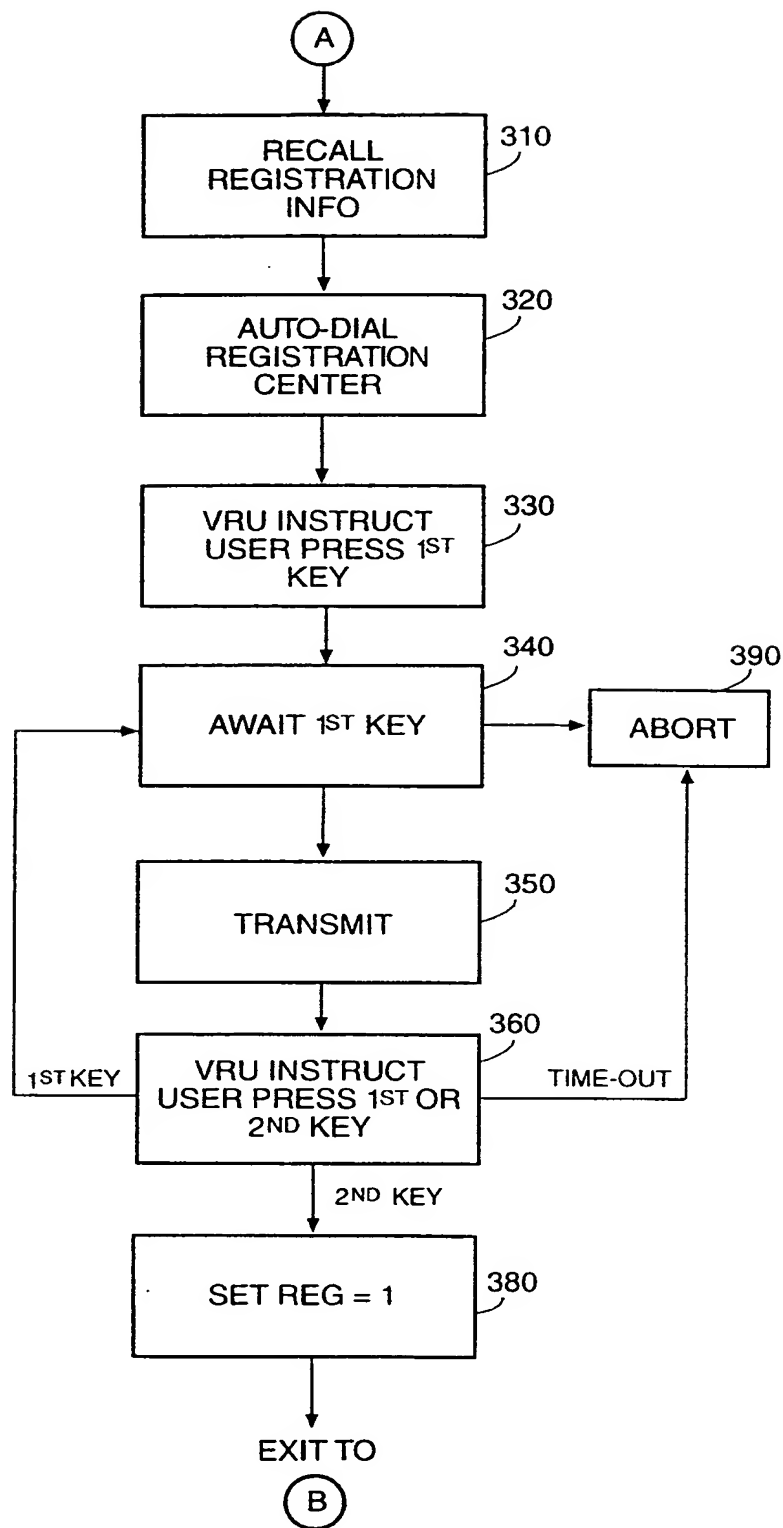 A
RECALL
REGISTRATION
INFO
310
AUTO-DIAL
REGISTRATION
CENTER
320
VRU INSTRUCT
USER PRESS 1ST
KEY
330
AWAIT 1ST KEY
340
ABORT
390
TRANSMIT
350
VRU INSTRUCT
USER PRESS 1ST OR
2ND KEY
360
1ST KEY
TIME-OUT
2ND KEY
SET REG = 1
380
EXIT TO
B